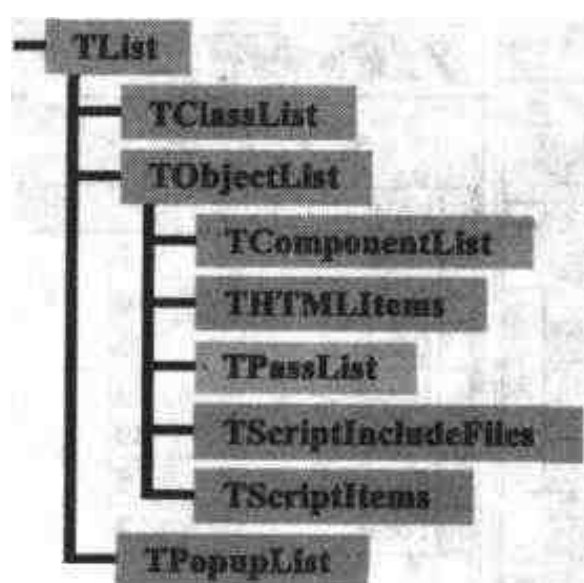 TList
TClassList
TObjectList
TComponentList
THTMLItems
TPassList
TScriptIncludeFiles
TScriptItems
TPopupList